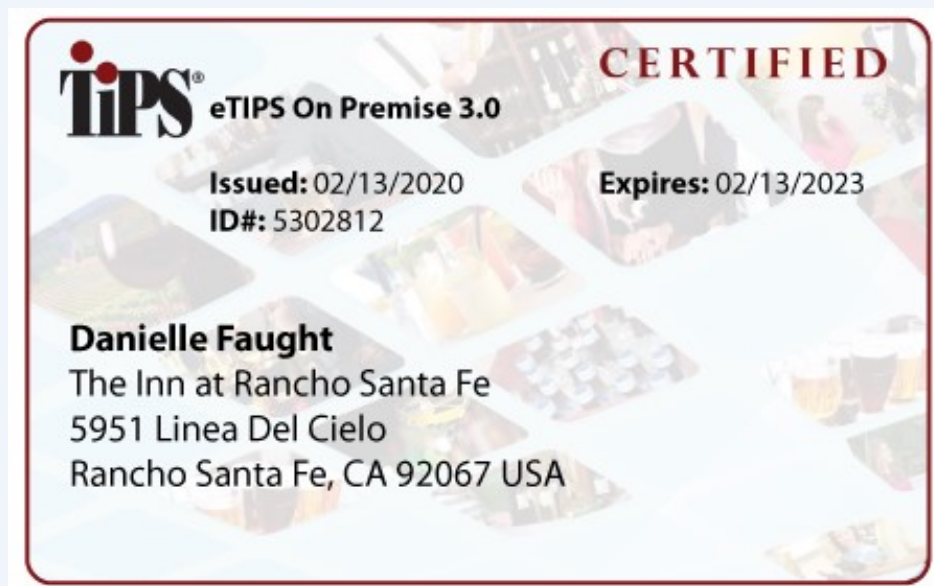 TiPS®
CERTIFIED
eTIPS On Premise 3.0
Issued: 02/13/2020
Expires: 02/13/2023
ID#: 5302812
Danielle Faught
The Inn at Rancho Santa Fe
5951 Linea Del Cielo
Rancho Santa Fe, CA 92067 USA